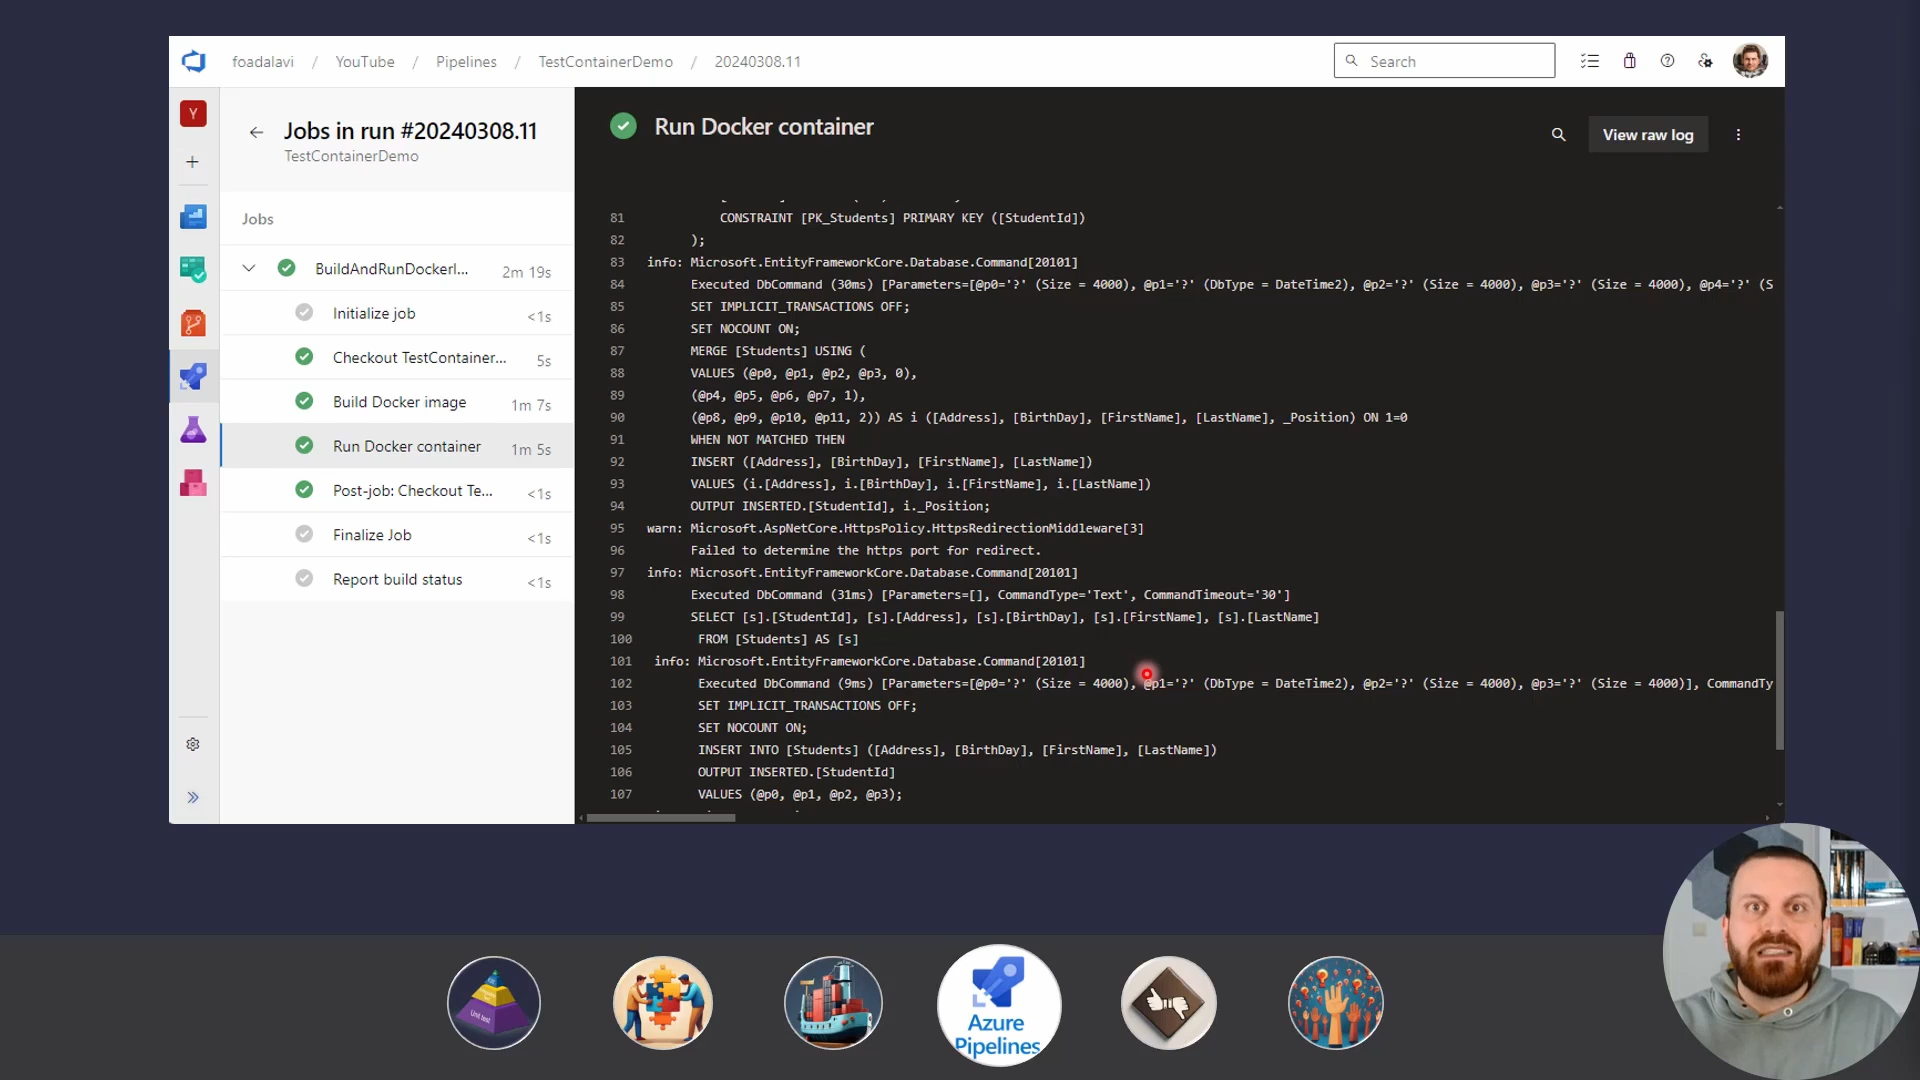 foadalavi / YouTube / Pipelines / TestContainerDemo / 20240308.11
Search
Y
Jobs in run #20240308.11
TestContainerDemo
Jobs
BuildAndRunDockerI... 2m 19s
Initialize job <1s
Checkout TestContainer... 5s
Build Docker image 1m 7s
Run Docker container 1m 5s
Post-job: Checkout Te... <1s
Finalize Job <1s
Report build status <1s
Run Docker container
View raw log
81 CONSTRAINT [PK_Students] PRIMARY KEY ([StudentId])
82 );
83 info: Microsoft.EntityFrameworkCore.Database.Command[20101]
84 Executed DbCommand (30ms) [Parameters=[@p0='?' (Size = 4000), @p1='?' (DbType = DateTime2), @p2='?' (Size = 4000), @p3='?' (Size = 4000), @p4='?' (S
85 SET IMPLICIT_TRANSACTIONS OFF;
86 SET NOCOUNT ON;
87 MERGE [Students] USING (
88 VALUES (@p0, @p1, @p2, @p3, 0),
89 (@p4, @p5, @p6, @p7, 1),
90 (@p8, @p9, @p10, @p11, 2)) AS i ([Address], [BirthDay], [FirstName], [LastName], _Position) ON 1=0
91 WHEN NOT MATCHED THEN
92 INSERT ([Address], [BirthDay], [FirstName], [LastName])
93 VALUES (i.[Address], i.[BirthDay], i.[FirstName], i.[LastName])
94 OUTPUT INSERTED.[StudentId], i._Position;
95 warn: Microsoft.AspNetCore.HttpsPolicy.HttpsRedirectionMiddleware[3]
96 Failed to determine the https port for redirect.
97 info: Microsoft.EntityFrameworkCore.Database.Command[20101]
98 Executed DbCommand (31ms) [Parameters=[], CommandType='Text', CommandTimeout='30']
99 SELECT [s].[StudentId], [s].[Address], [s].[BirthDay], [s].[FirstName], [s].[LastName]
100 FROM [Students] AS [s]
101 info: Microsoft.EntityFrameworkCore.Database.Command[20101]
102 Executed DbCommand (9ms) [Parameters=[@p0='?' (Size = 4000), @p1='?' (DbType = DateTime2), @p2='?' (Size = 4000), @p3='?' (Size = 4000)], CommandTy
103 SET IMPLICIT_TRANSACTIONS OFF;
104 SET NOCOUNT ON;
105 INSERT INTO [Students] ([Address], [BirthDay], [FirstName], [LastName])
106 OUTPUT INSERTED.[StudentId]
107 VALUES (@p0, @p1, @p2, @p3);
Unit test
Azure
Pipelines